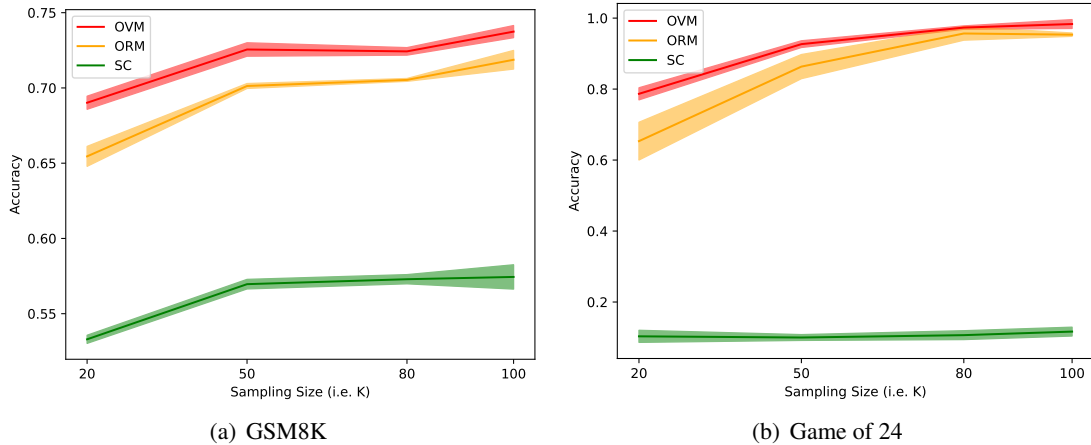 0.75
0.70
0.65
0.60
0.55
Accuracy
OVM
ORM
SC
20
50
80
100
Sampling Size (i.e. K)
(a) GSM8K
1.0
0.8
0.6
0.4
0.2
Accuracy
OVM
ORM
SC
20
50
80
100
Sampling Size (i.e. K)
(b) Game of 24